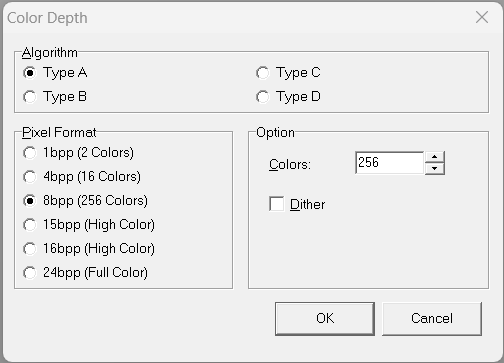 Color Depth
Algorithm
Type A
Type C
Type B
Type D
Pixel Format
1bpp (2 Colors)
4bpp (16 Colors)
8bpp (256 Colors)
15bpp (High Color)
16bpp (High Color)
24bpp (Full Color)
Option
Colors: 256
Dither
OK
Cancel